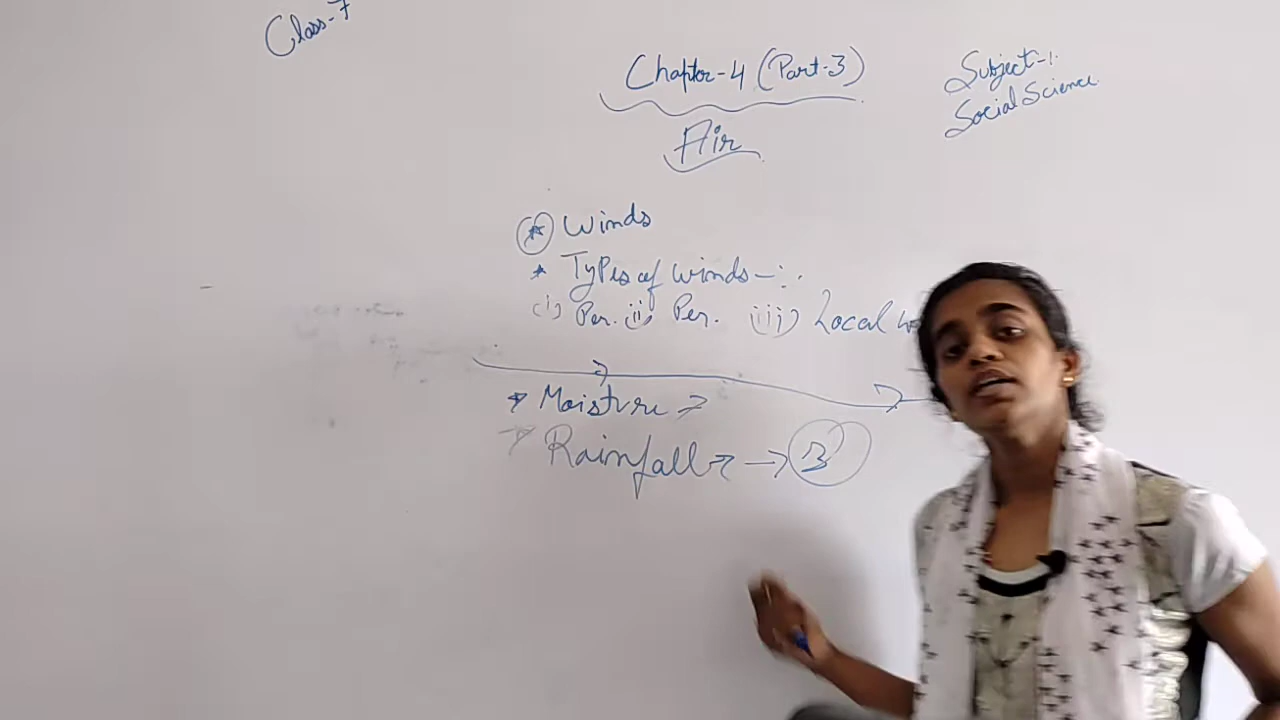 Class-7
Chapter-4 (Part-3)
Subject-:
Social Science
Air
Winds
Types of winds-:.
(i) Per. (ii) Per. (iii) Local
Moisture
Rainfall → 3